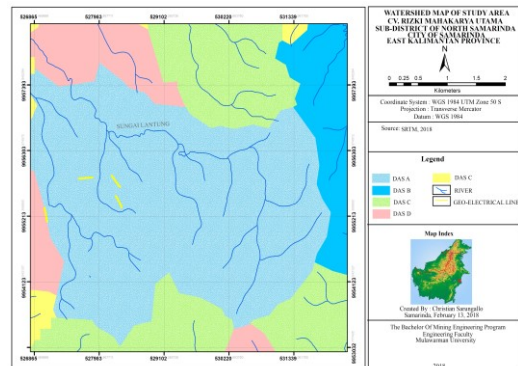 WATERSHED MAP OF STUDY AREA
CV. RIZKI MAHAKARYA UTAMA
SUB-DISTRICT OF NORTH SAMARINDA
CITY OF SAMARINDA
EAST KALIMANTAN PROVINCE
N
0 0.25 0.5 1 1.5 2
Kilometers
Coordinate System : WGS 1984 UTM Zone 50 S
Projection : Transverse Mercator
Datum : WGS 1984
Source: SRTM, 2018
Legend
DAS A
DAS B
DAS C
DAS D
DAS C
RIVER
GEO-ELECTRICAL LINE
Map Index
Created By : Christian Sarungallo
Samarinda, February 13, 2018
The Bachelor Of Mining Engineering Program
Engineering Faculty
Mulawarman University
2018
SUNGAI LANTUNG
526865 527983 529102 530220 531339
526865 527983 529102 530220 531339